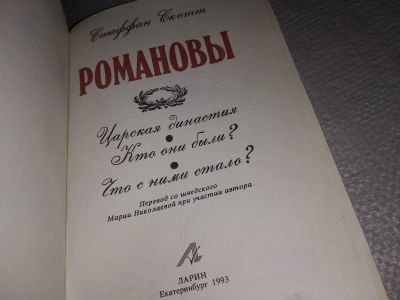 Стаффан Скотт
РОМАНОВЫ
Царская династия
Кто они были?
Что с ними стало?
Перевод со шведского
Марии Николаевой при участии автора
ЛАРИН
Екатеринбург 1993